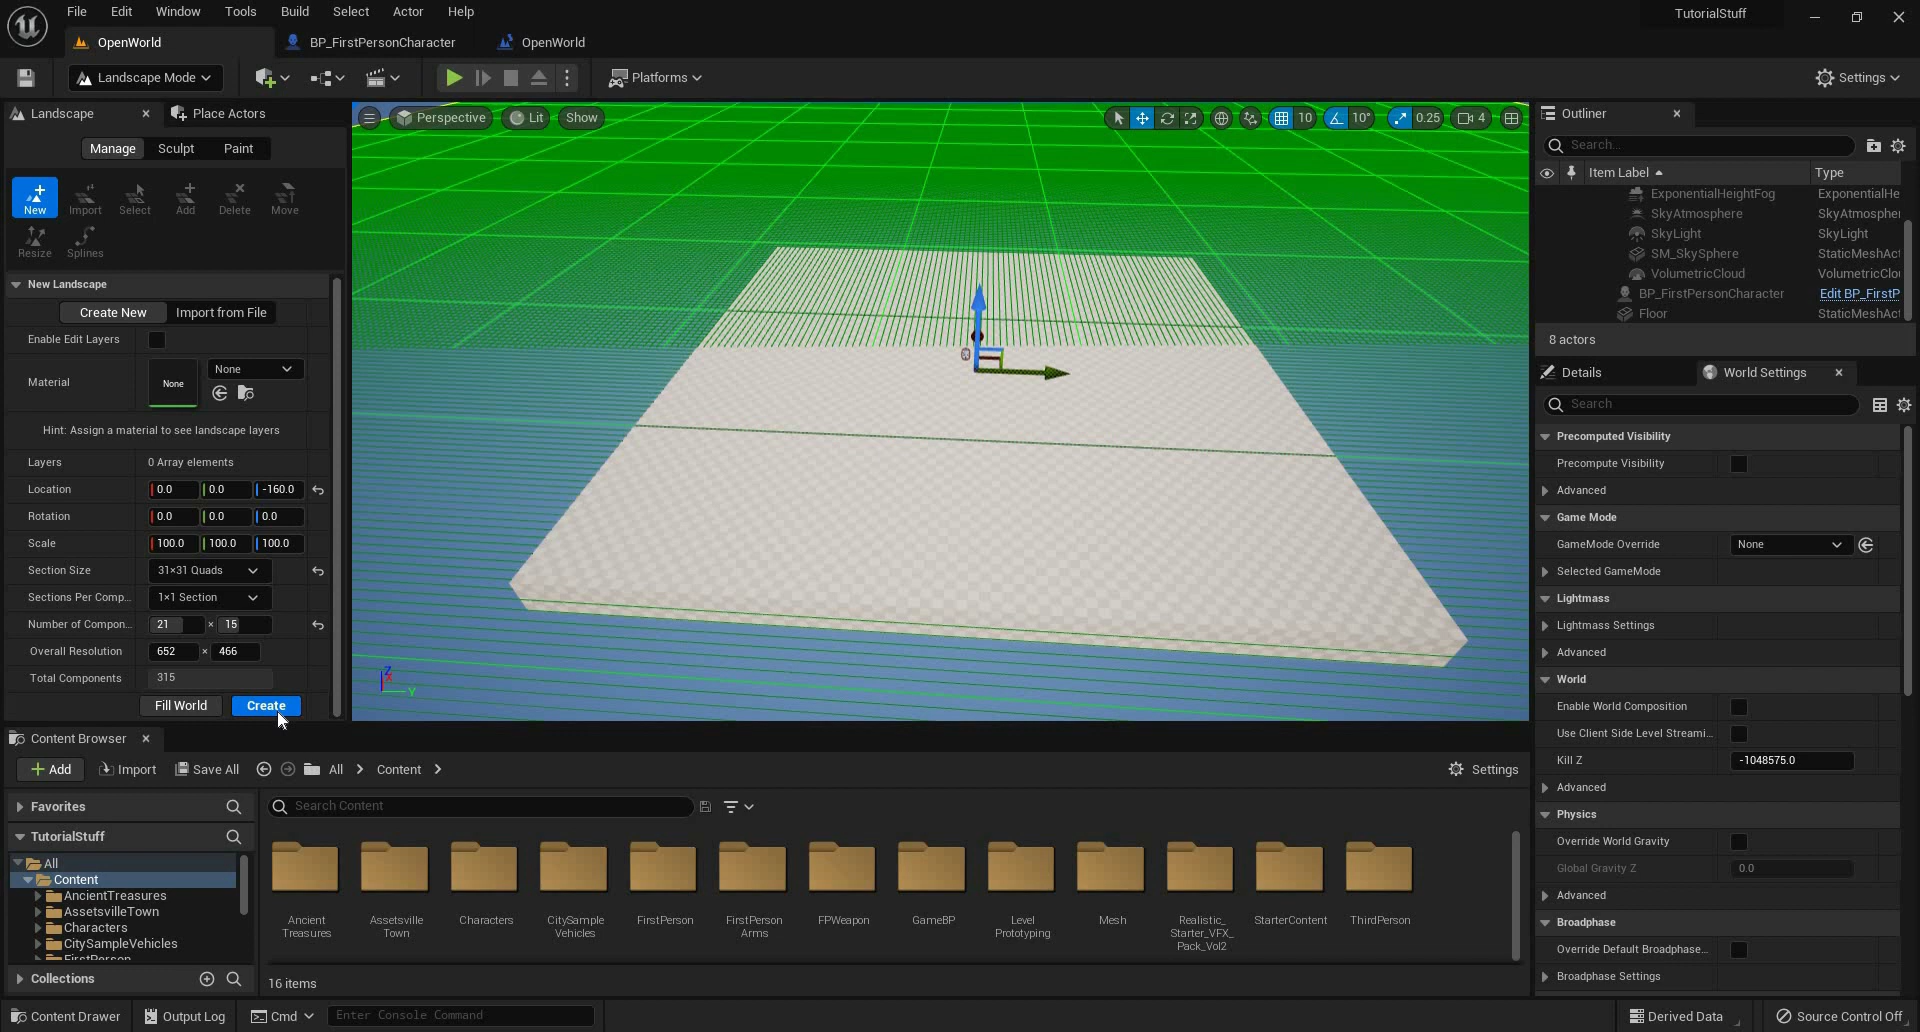 File Edit Window Tools Build Select Actor Help
TutorialStuff
OpenWorld
BP_FirstPersonCharacter
OpenWorld
Landscape Mode
Platforms
Settings
Landscape
Place Actors
Manage Sculpt Paint
New Import Select Add Delete Move
Resize Splines
New Landscape
Create New Import from File
Enable Edit Layers
Material
None
None
Hint: Assign a material to see landscape layers
Layers 0 Array elements
Location 0.0 0.0 -160.0
Rotation 0.0 0.0 0.0
Scale 100.0 100.0 100.0
Section Size 31×31 Quads
Sections Per Comp... 1×1 Section
Number of Compon... 21 × 15
Overall Resolution 652 × 466
Total Components 315
Fill World Create
Perspective Lit Show
10 10° 0.25 4
Z
X
Y
Outliner
Search...
Item Label Type
ExponentialHeightFog ExponentialHe
SkyAtmosphere SkyAtmospher
SkyLight SkyLight
SM_SkySphere StaticMeshAct
VolumetricCloud VolumetricClou
BP_FirstPersonCharacter Edit BP_FirstP
Floor StaticMeshAct
8 actors
Details
World Settings
Search
Precomputed Visibility
Precompute Visibility
Advanced
Game Mode
GameMode Override None
Selected GameMode
Lightmass
Lightmass Settings
Advanced
World
Enable World Composition
Use Client Side Level Streami...
Kill Z -1048575.0
Advanced
Physics
Override World Gravity
Global Gravity Z 0.0
Advanced
Broadphase
Override Default Broadphase...
Broadphase Settings
Content Browser
Add Import Save All All Content
Settings
Favorites
TutorialStuff
All
Content
AncientTreasures
AssetsvilleTown
Characters
CitySampleVehicles
FirstPerson
Collections
Search Content
Ancient
Treasures
Assetsville
Town
Characters
CitySample
Vehicles
FirstPerson
FirstPerson
Arms
FPWeapon
GameBP
Level
Prototyping
Mesh
Realistic_
Starter_VFX_
Pack_Vol2
StarterContent
ThirdPerson
16 items
Content Drawer Output Log Cmd Enter Console Command
Derived Data Source Control Off